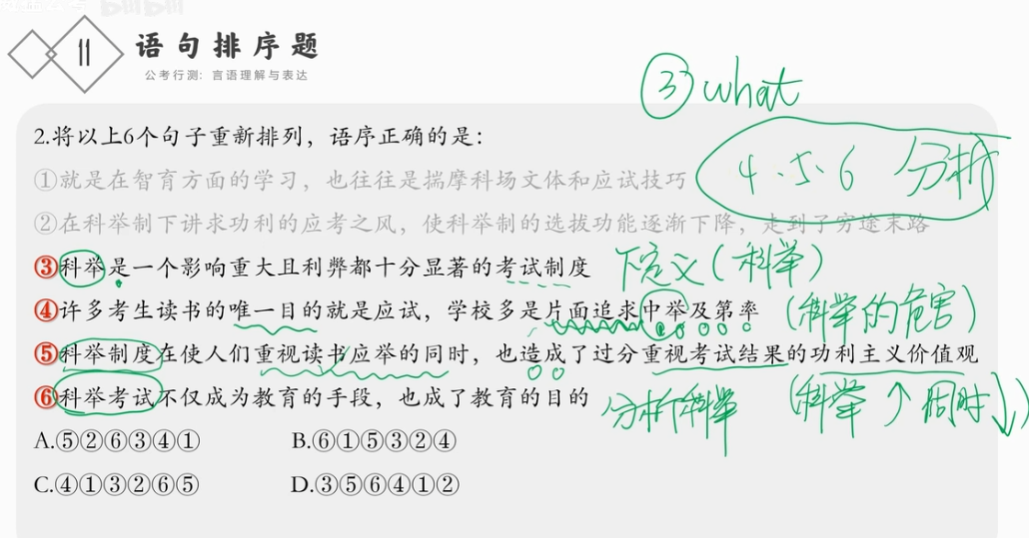 bilibili
11 语句排序题
公考行测：言语理解与表达
③ what
2.将以上6个句子重新排列，语序正确的是：
4、5、6 分析
①就是在智育方面的学习，也往往是揣摩科场文体和应试技巧
②在科举制下讲求功利的应考之风，使科举制的选拔功能逐渐下降，走到了穷途末路
③科举是一个影响重大且利弊都十分显著的考试制度 下定义（科举）
④许多考生读书的唯一目的就是应试，学校多是片面追求中举及第率 （科举的危害）
⑤科举制度在使人们重视读书应举的同时，也造成了过分重视考试结果的功利主义价值观
⑥科举考试不仅成为教育的手段，也成了教育的目的 分析科举 （科举↑ 同时↓）
A.⑤②⑥③④① B.⑥①⑤③②④
C.④①③②⑥⑤ D.③⑤⑥④①②